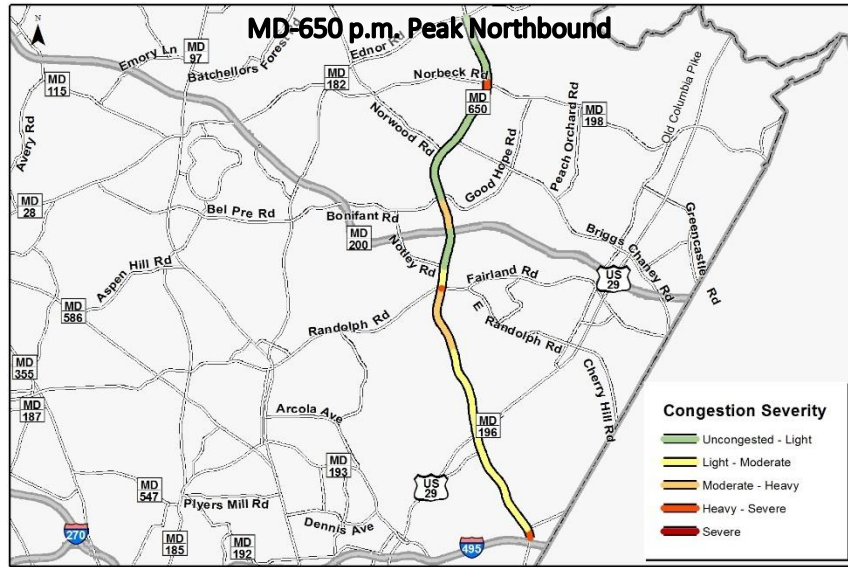 MD-650 p.m. Peak Northbound
N
Emory Ln
MD
97
Batchellors Forest Rd
Ednor Rd
MD
115
MD
182
Norbeck Rd
MD
650
Avery Rd
Norwood Rd
Good Hope Rd
Peach Orchard Rd
MD
198
Old Columbia Pike
MD
28
Bel Pre Rd
Bonifant Rd
MD
200
Notley Rd
Briggs Chaney Rd
Greencastle Rd
Aspen Hill Rd
Fairland Rd
US
29
MD
586
Randolph Rd
E Randolph Rd
MD
355
Cherry Hill Rd
MD
187
Arcola Ave
MD
196
MD
193
US
29
MD
547
Plyers Mill Rd
Dennis Ave
270
MD
185
MD
192
495
Congestion Severity
Uncongested - Light
Light - Moderate
Moderate - Heavy
Heavy - Severe
Severe